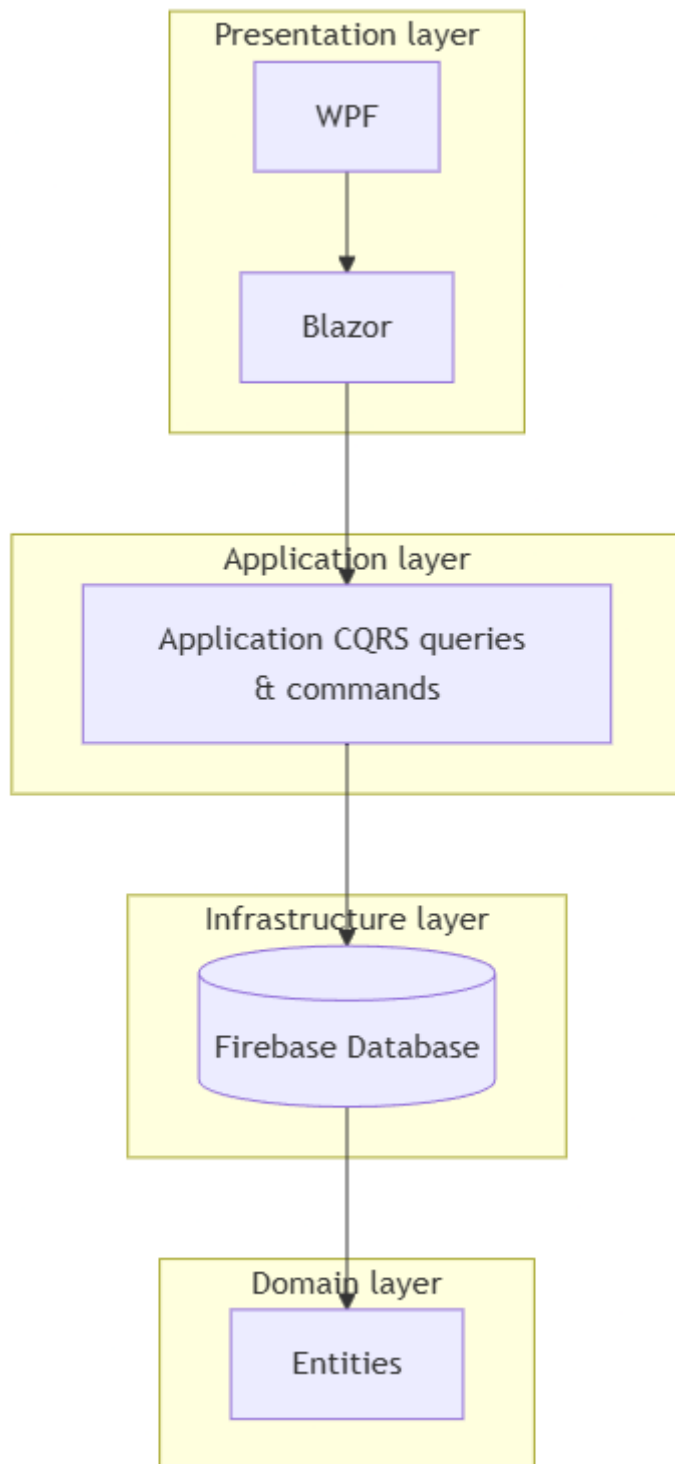 Presentation layer
WPF
Blazor
Application layer
Application CQRS queries
& commands
Infrastructure layer
Firebase Database
Domain layer
Entities